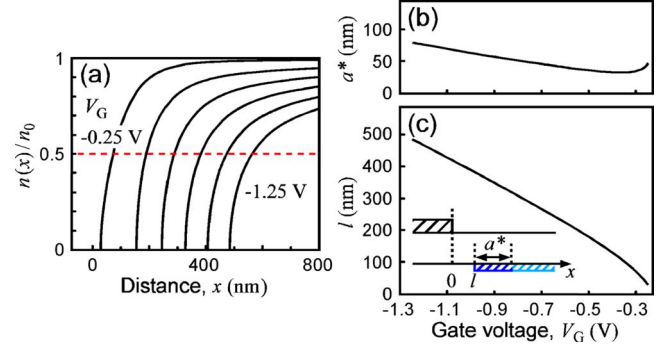 (a)
n(x)/n0
1
0.5
0
VG
-0.25 V
-1.25 V
0 200 400 600 800
Distance, x (nm)
(b)
a* (nm)
100
50
0
(c)
l (nm)
500
400
300
200
100
0
a*
0 l x
-1.3 -1.1 -0.9 -0.7 -0.5 -0.3
Gate voltage, VG (V)